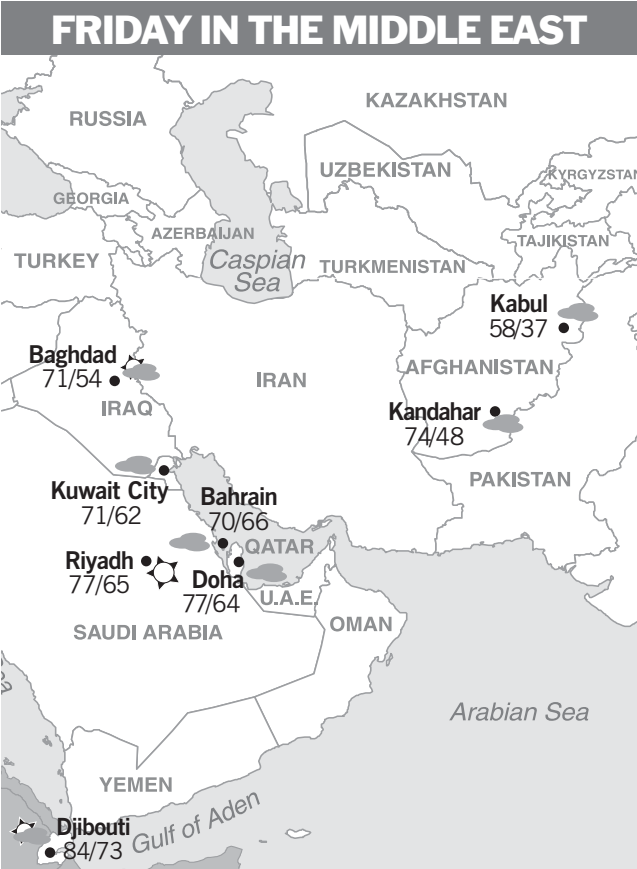 FRIDAY IN THE MIDDLE EAST
KAZAKHSTAN
RUSSIA
UZBEKISTAN
KYRGYZSTAN
GEORGIA
AZERBAIJAN
TAJIKISTAN
TURKEY
Caspian
Sea
TURKMENISTAN
Kabul
58/37
Baghdad
71/54
AFGHANISTAN
IRAN
IRAQ
Kandahar
74/48
PAKISTAN
Kuwait City
71/62
Bahrain
70/66
QATAR
Riyadh
77/65
Doha
77/64
U.A.E.
SAUDI ARABIA
OMAN
Arabian Sea
YEMEN
Gulf of Aden
Djibouti
84/73